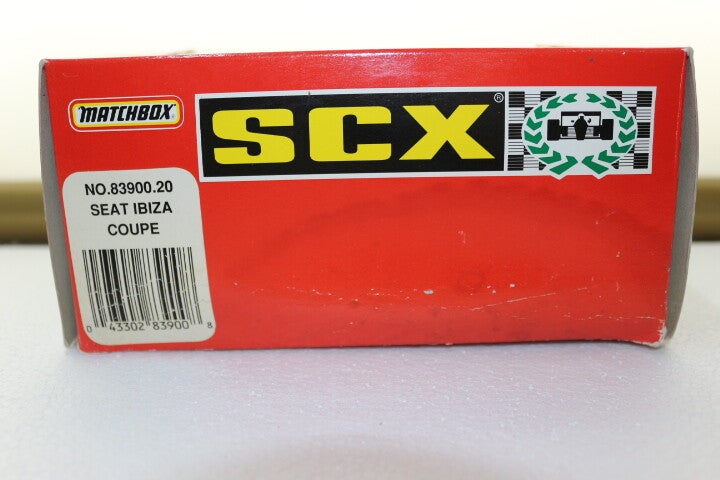 MATCHBOX
SCX®
NO.83900.20
SEAT IBIZA
COUPE
0 43302 83900 8